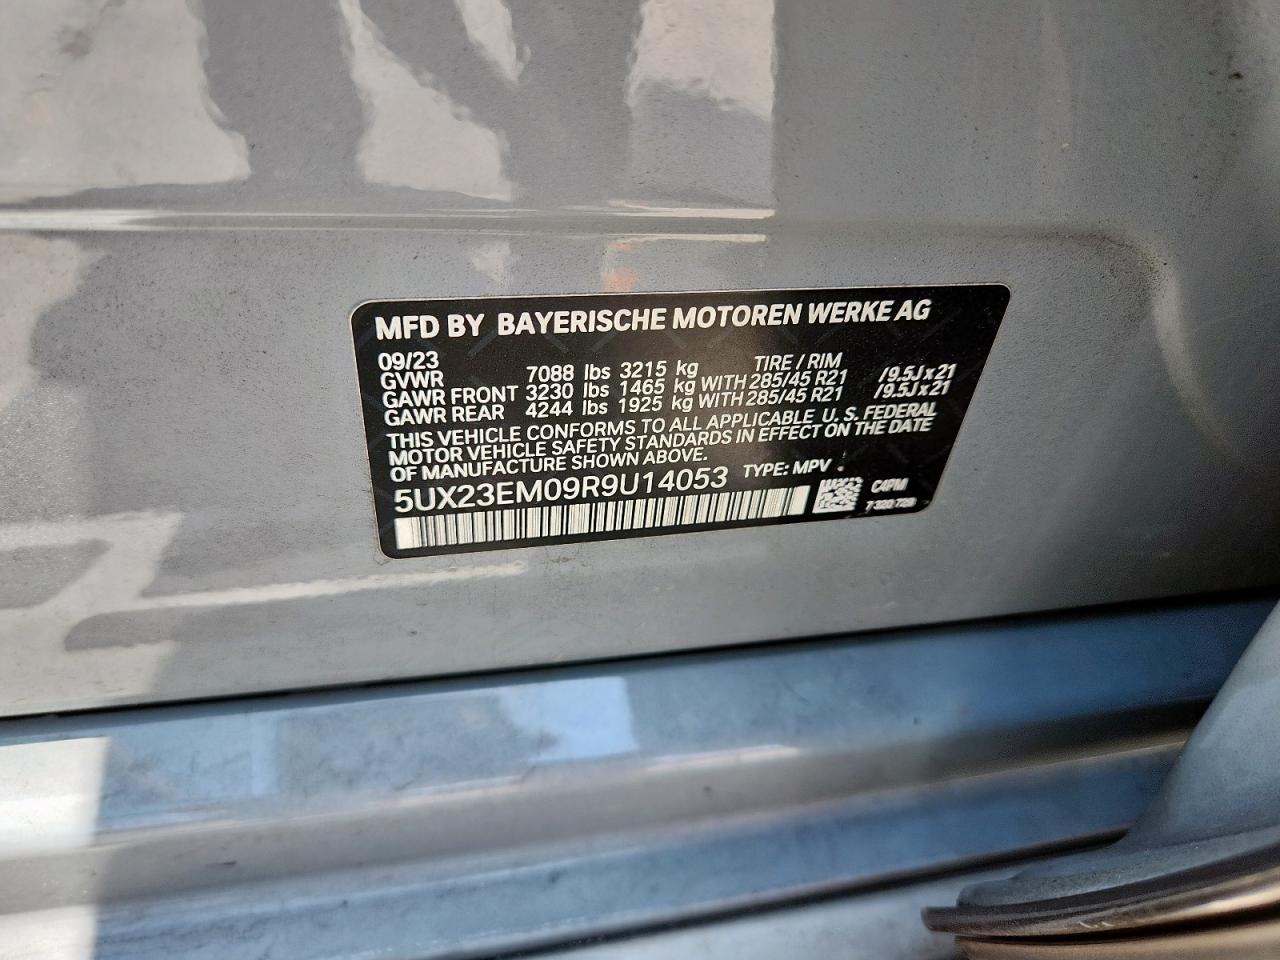 MFD BY BAYERISCHE MOTOREN WERKE AG
09/23 TIRE / RIM
GVWR 7088 lbs 3215 kg
GAWR FRONT 3230 lbs 1465 kg WITH 285/45 R21 /9.5J x 21
GAWR REAR 4244 lbs 1925 kg WITH 285/45 R21 /9.5J x 21
THIS VEHICLE CONFORMS TO ALL APPLICABLE U. S. FEDERAL
MOTOR VEHICLE SAFETY STANDARDS IN EFFECT ON THE DATE
OF MANUFACTURE SHOWN ABOVE.
5UX23EM09R9U14053 TYPE: MPV
C4PM